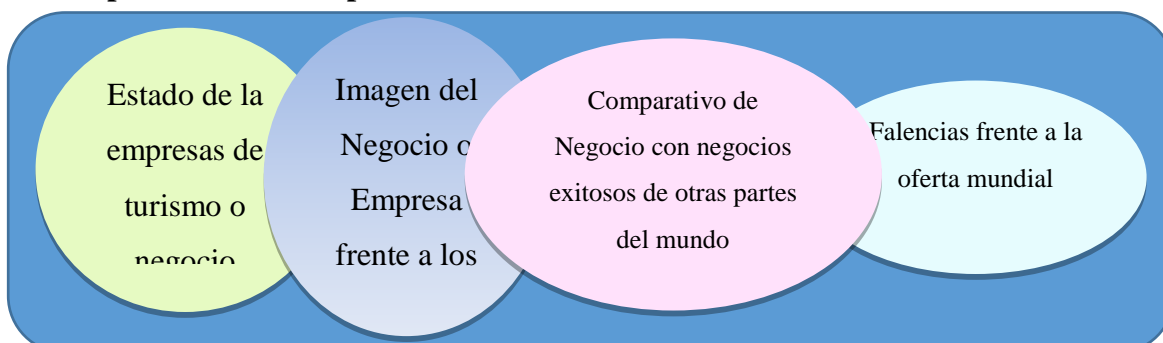 Estado de la
empresas de
turismo o
negocio
Imagen del
Negocio o
Empresa
frente a los
Comparativo de
Negocio con negocios
exitosos de otras partes
del mundo
Falencias frente a la
oferta mundial